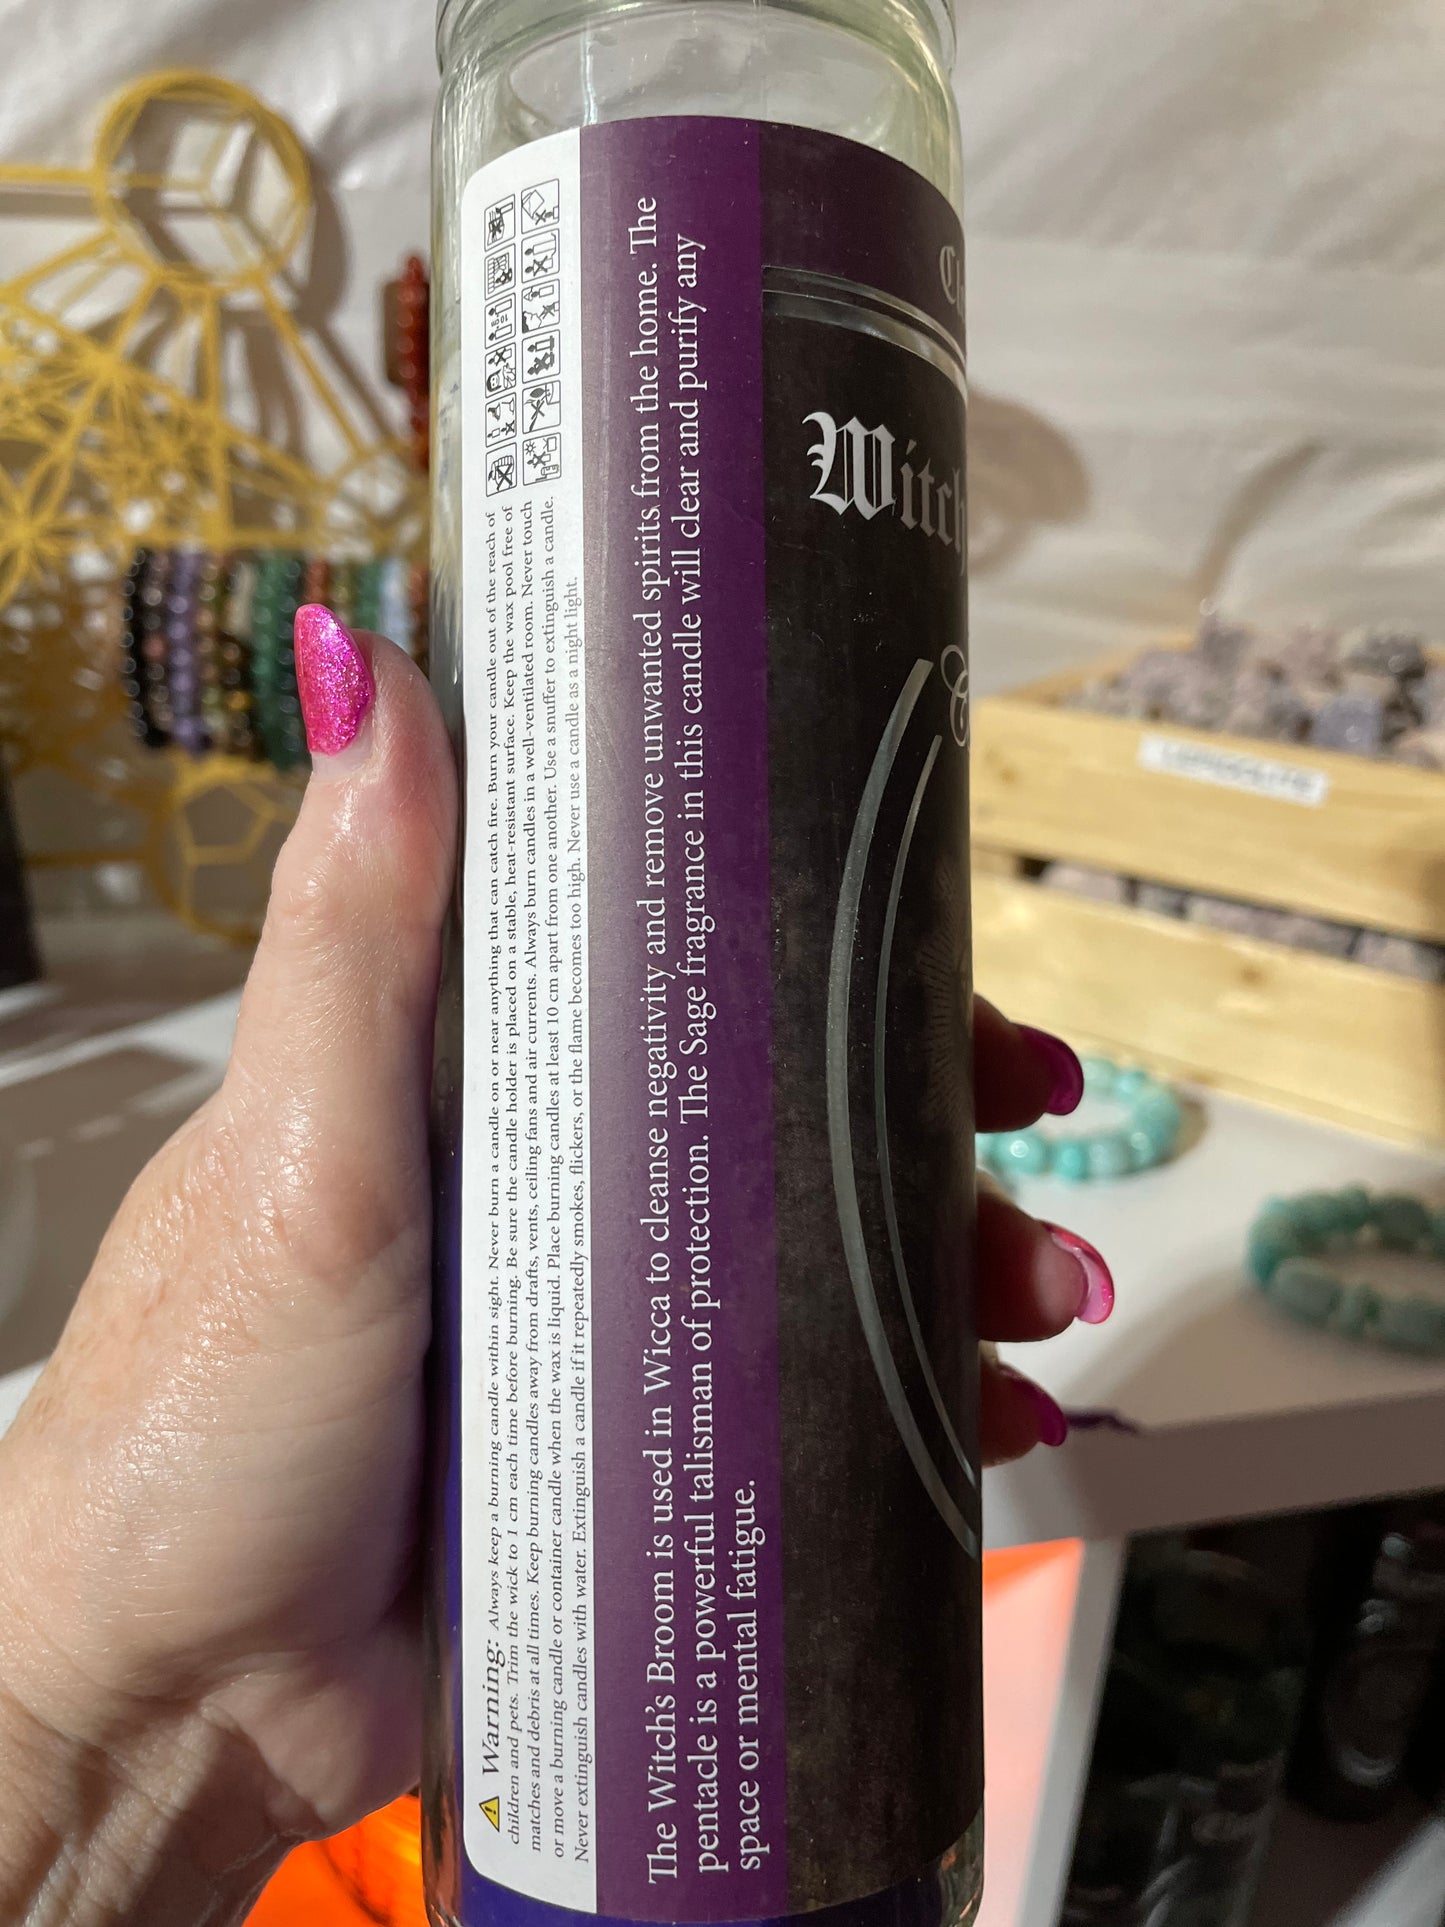 ⚠ Warning: Always keep a burning candle within sight. Never burn a candle on or near anything that can catch fire. Burn your candle out of the reach of
children and pets. Trim the wick to 1 cm each time before burning. Be sure the candle holder is placed on a stable, heat-resistant surface. Keep the wax pool free of
matches and debris at all times. Keep burning candles away from drafts, vents, ceiling fans and air currents. Always burn candles in a well-ventilated room. Never touch
or move a burning candle or container candle when the wax is liquid. Place burning candles at least 10 cm apart from one another. Use a snuffer to extinguish a candle.
Never extinguish candles with water. Extinguish a candle if it repeatedly smokes, flickers, or the flame becomes too high. Never use a candle as a night light.
The Witch's Broom is used in Wicca to cleanse negativity and remove unwanted spirits from the home. The
pentacle is a powerful talisman of protection. The Sage fragrance in this candle will clear and purify any
space or mental fatigue.
Witch
LEPIDOLITE